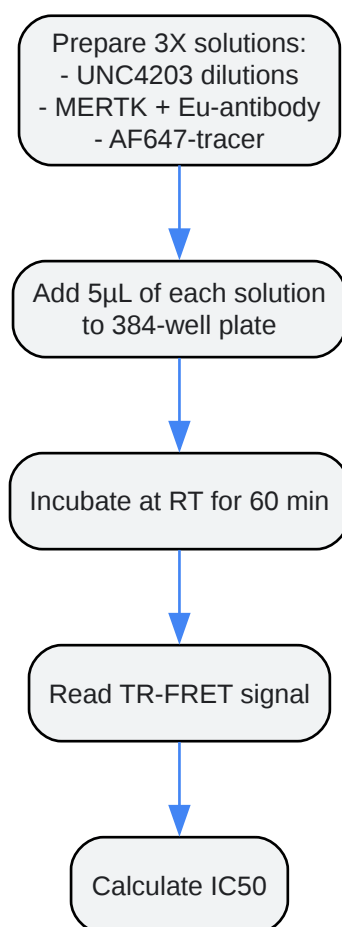 Prepare 3X solutions:
- UNC4203 dilutions
- MERTK + Eu-antibody
- AF647-tracer
Add 5µL of each solution
to 384-well plate
Incubate at RT for 60 min
Read TR-FRET signal
Calculate IC50